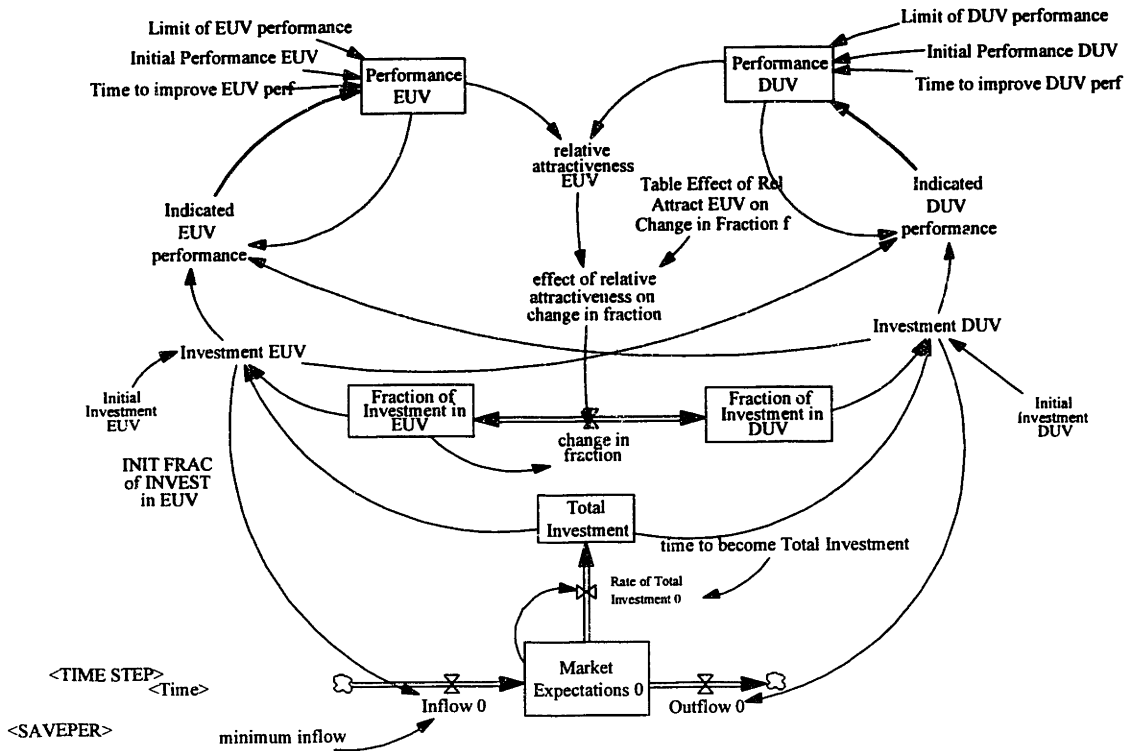 Limit of EUV performance
Initial Performance EUV
Time to improve EUV perf
Performance
EUV
Limit of DUV performance
Initial Performance DUV
Time to improve DUV perf
Performance
DUV
relative
attractiveness
EUV
Table Effect of Rel
Attract EUV on
Change in Fraction f
Indicated
EUV
performance
Indicated
DUV
performance
effect of relative
attractiveness on
change in fraction
Investment EUV
Investment DUV
Initial
Investment
EUV
Fraction of
Investment in
EUV
Fraction of
Investment in
DUV
Initial
Investment
DUV
change in
fraction
INIT FRAC
of INVEST
in EUV
Total
Investment
time to become Total Investment
Rate of Total
Investment 0
Market
Expectations 0
<TIME STEP>
<Time>
Inflow 0
Outflow 0
<SAVEPER>
minimum inflow